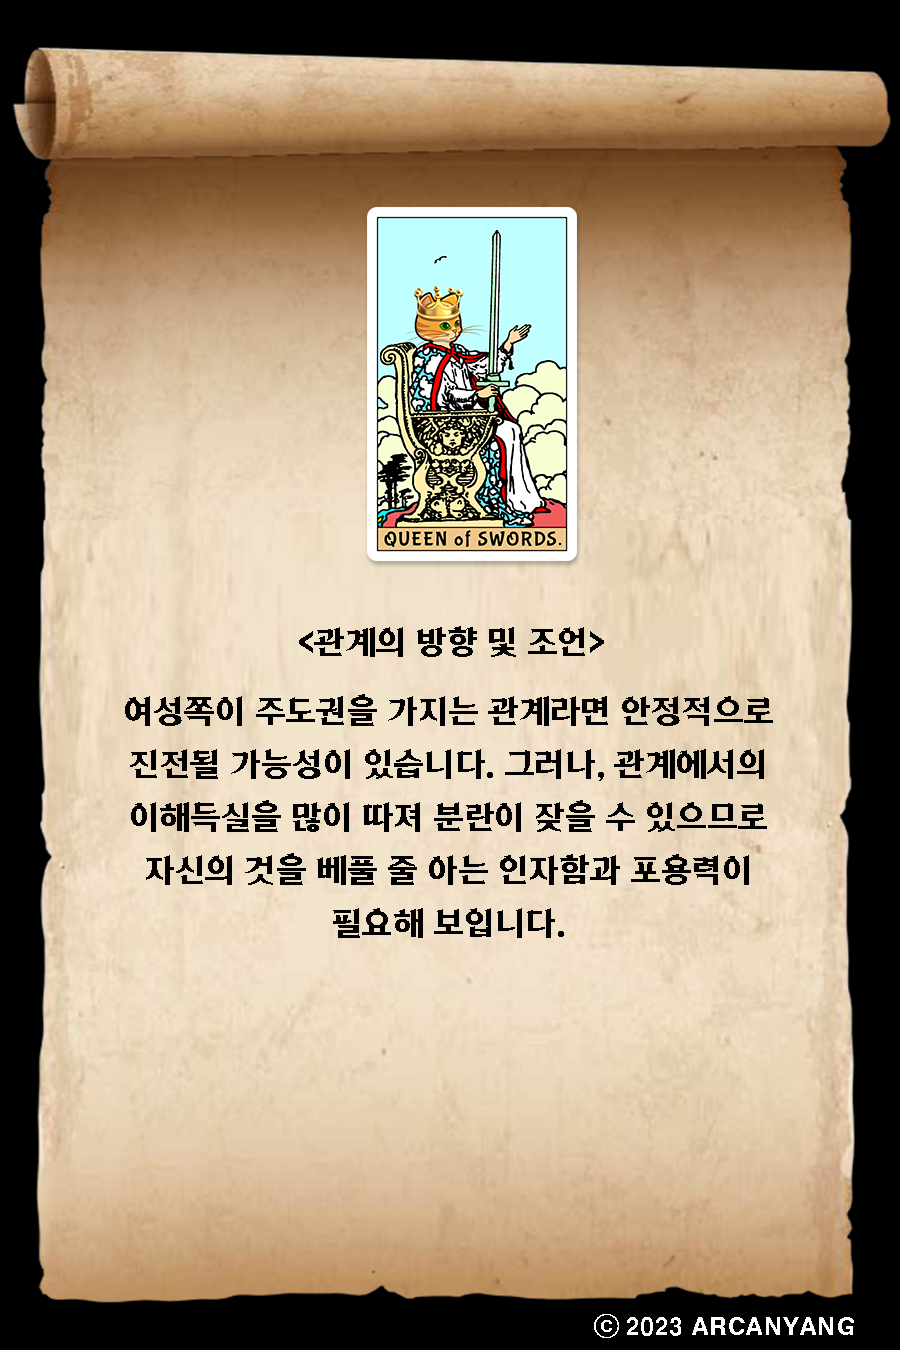 QUEEN of SWORDS.
<관계의 방향 및 조언>
여성쪽이 주도권을 가지는 관계라면 안정적으로
진전될 가능성이 있습니다. 그러나, 관계에서의
이해득실을 많이 따져 분란이 잦을 수 있으므로
자신의 것을 베풀 줄 아는 인자함과 포용력이
필요해 보입니다.
ⓒ 2023 ARCANYANG